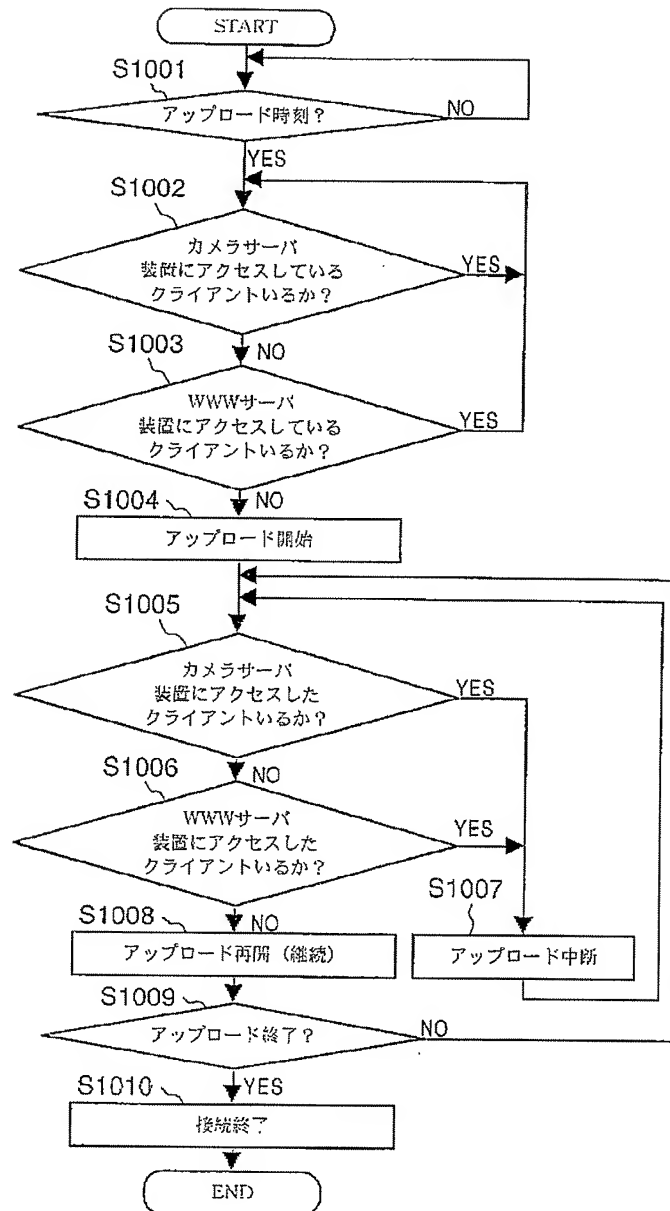 START
S1001
アップロード時刻？
NO
YES
S1002
カメラサーバ
装置にアクセスしている
クライアントいるか？
YES
S1003
NO
WWWサーバ
装置にアクセスしている
クライアントいるか？
YES
S1004
NO
アップロード開始
S1005
カメラサーバ
装置にアクセスした
クライアントいるか？
YES
S1006
NO
WWWサーバ
装置にアクセスした
クライアントいるか？
YES
S1007
S1008
NO
アップロード再開（継続）
アップロード中断
S1009
アップロード終了？
NO
S1010
YES
接続終了
END